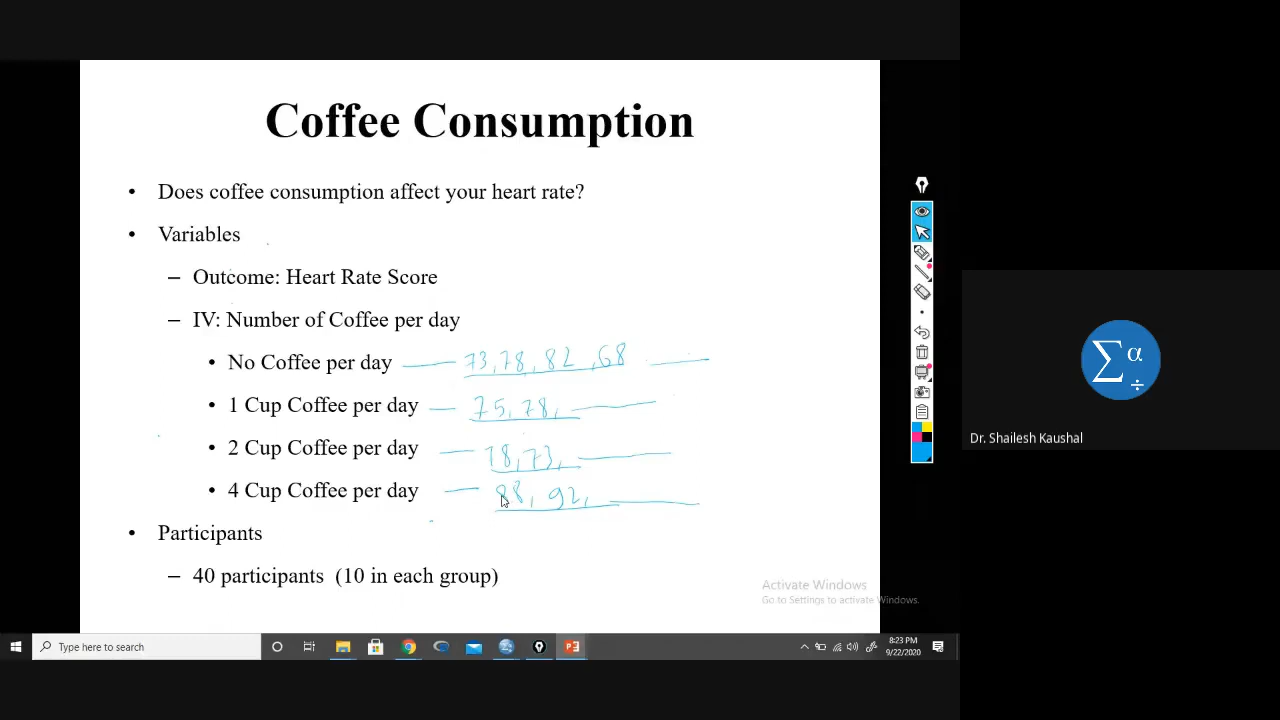 Coffee Consumption
• Does coffee consumption affect your heart rate?
• Variables
– Outcome: Heart Rate Score
– IV: Number of Coffee per day
• No Coffee per day 73, 78, 82, 68
• 1 Cup Coffee per day 75, 78,
• 2 Cup Coffee per day 78, 73,
• 4 Cup Coffee per day 88, 92,
• Participants
– 40 participants (10 in each group)
Activate Windows
Go to Settings to activate Windows.
Σ α ÷
Dr. Shailesh Kaushal
Type here to search
8:23 PM
9/22/2020